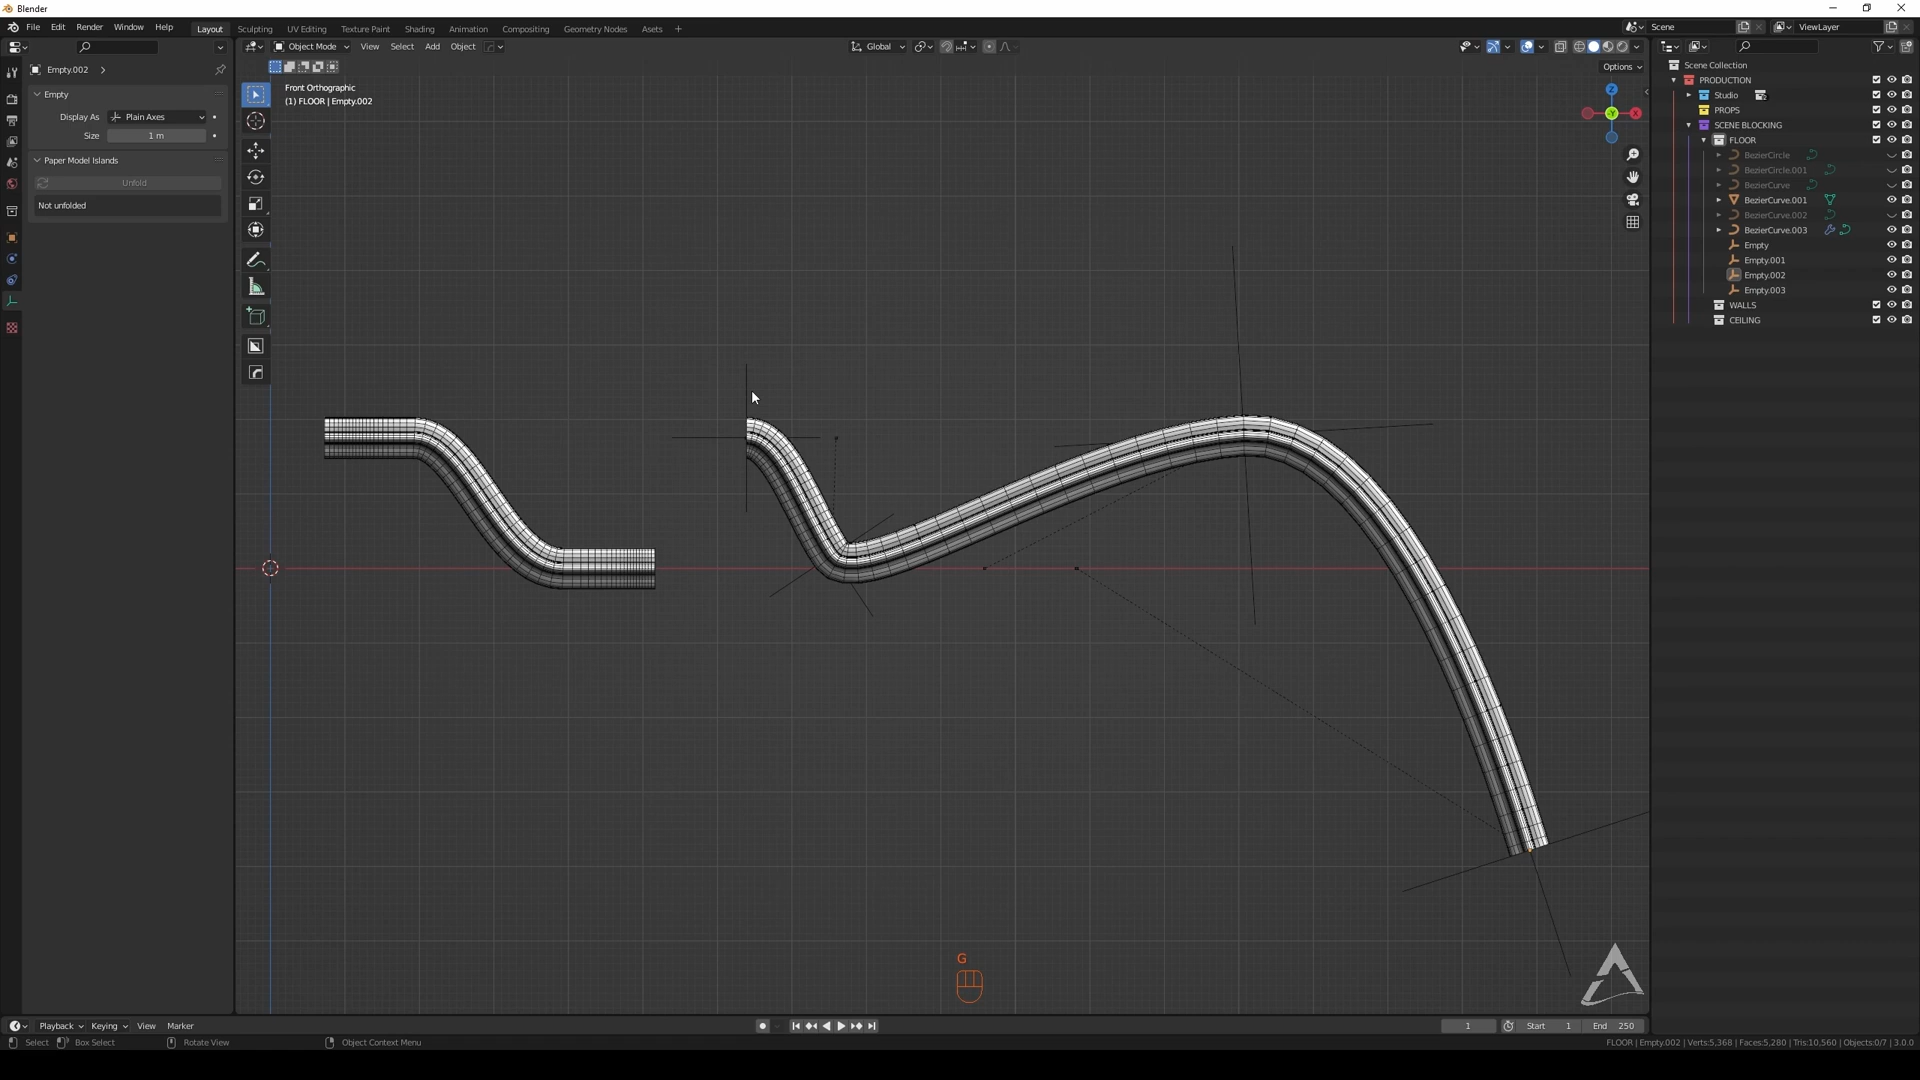 Blender
File Edit Render Window Help Layout Sculpting UV Editing Texture Paint Shading Animation Compositing Geometry Nodes Asets + Scene ViewLayer
Object Mode View Select Add Object Global
Options
Empty.002
Empty
Display As Plain Axes
Size 1 m
Paper Model Islands
Unfold
Not unfolded
Front Orthographic
(1) FLOOR | Empty.002
Z
Y
X
Scene Collection
PRODUCTION
Studio
PROPS
SCENE BLOCKING
FLOOR
BezierCircle
BezierCircle.001
BezierCurve
BezierCurve.001
BezierCurve.002
BezierCurve.003
Empty
Empty.001
Empty.002
Empty.003
WALLS
CEILING
G
Playback Keying View Marker 1 Start 1 End 250
Select Box Select Rotate View Object Context Menu FLOOR | Empty.002 | Verts:5,368 | Faces:5,280 | Tris:10,560 | Objects:0/7 | 3.0.0